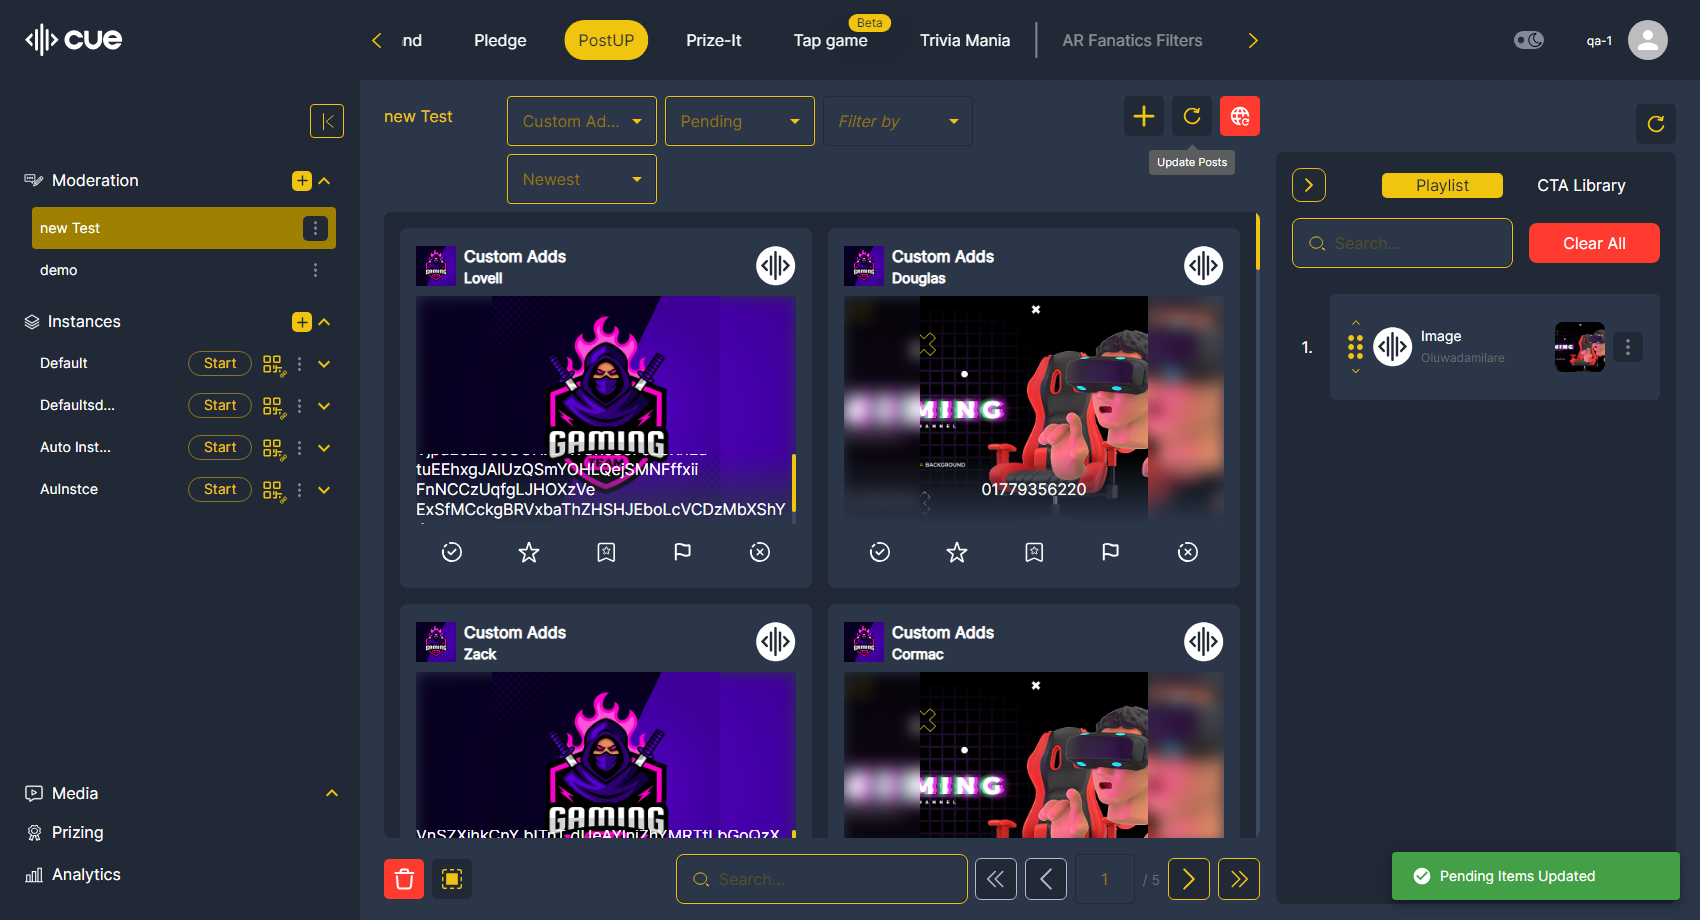 cue
nd
Pledge
PostUP
Prize-It
Tap game
Beta
Trivia Mania
AR Fanatics Filters
qa-1
Moderation
new Test
demo
Instances
Default
Start
Defaultsd...
Start
Auto Inst...
Start
AuInstce
Start
Media
Prizing
Analytics
new Test
Custom Ad...
Pending
Filter by
Newest
Update Posts
Custom Adds
Lovell
GAMING
tuEEhxgJAlUzQSmYOHLQejSMNFffxii
FnNCCzUqfgLJHOXzVe
ExSfMCckgBRVxbaThZHSHJEboLcVCDzMbXShY
Custom Adds
Douglas
MING
BACKGROUND
01779356220
Custom Adds
Zack
GAMING
Custom Adds
Cormac
MING
Search...
1
/ 5
Playlist
CTA Library
Search...
Clear All
1.
Image
Oluwadamilare
Pending Items Updated